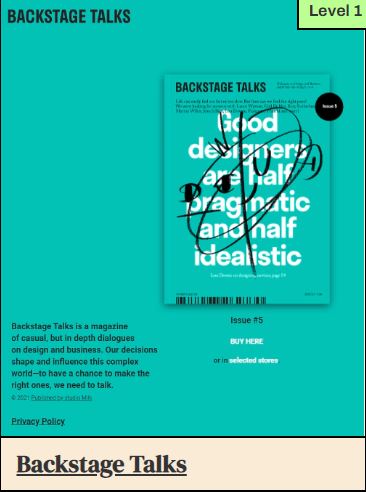 BACKSTAGE TALKS
Level 1
BACKSTAGE TALKS
Issue 5
Good
designers
are half
pragmatic
and half
idealistic
Issue #5
BUY HERE
or in selected stores
Backstage Talks is a magazine
of casual, but in depth dialogues
on design and business. Our decisions
shape and influence this complex
world—to have a chance to make the
right ones, we need to talk.
© 2021 Published by studio Milk
Privacy Policy
Backstage Talks